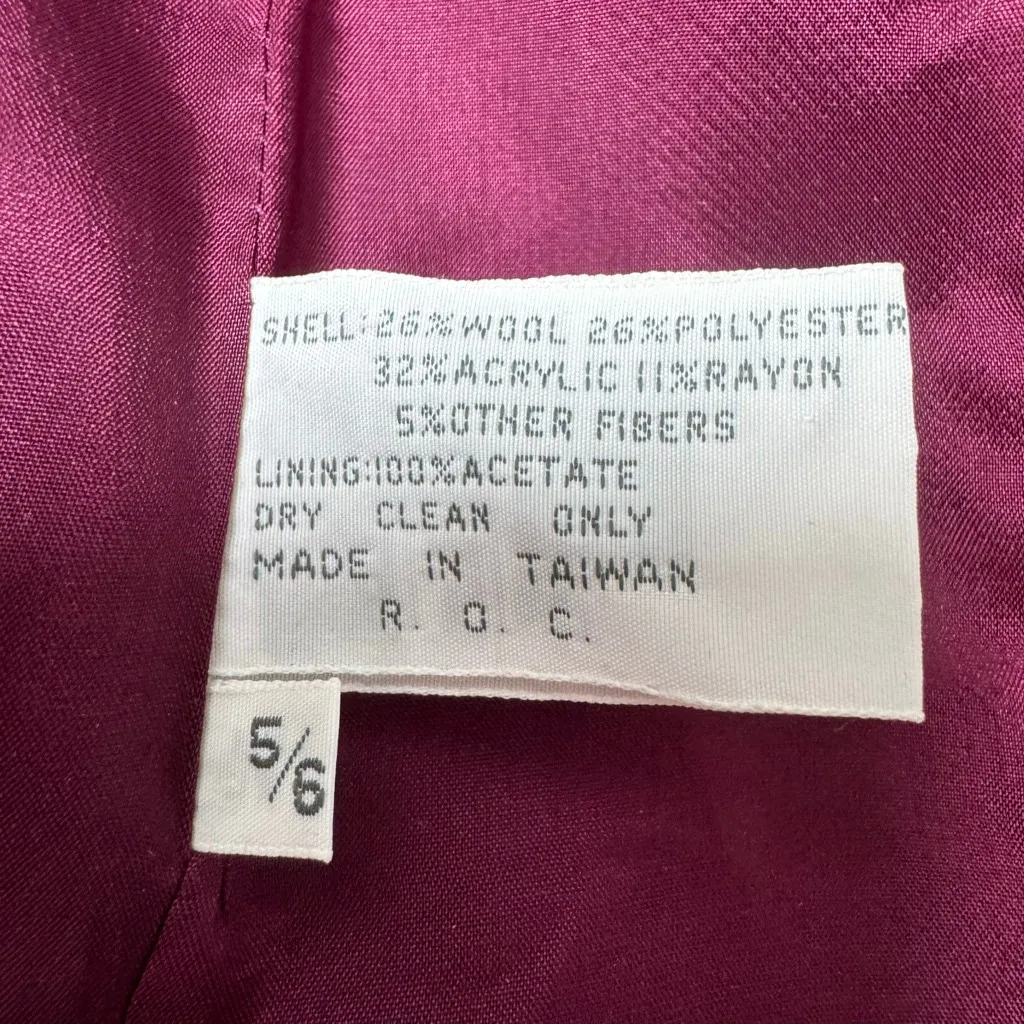 SHELL:26%WOOL 26%POLYESTER
32%ACRYLIC 11%RAYON
5%OTHER FIBERS
LINING:100%ACETATE
DRY CLEAN ONLY
MADE IN TAIWAN
R. O. C.
5/6